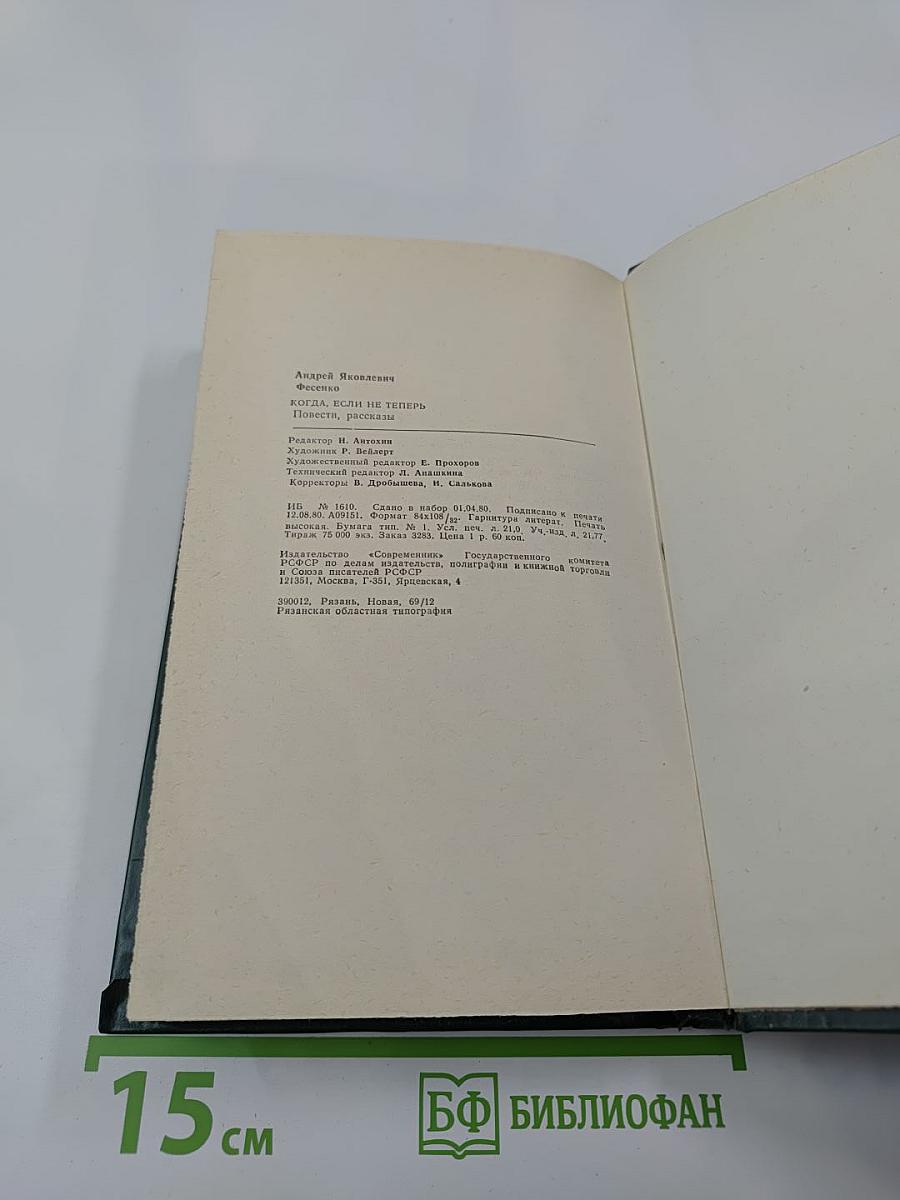 Андрей Яковлевич
Фесенко
КОГДА, ЕСЛИ НЕ ТЕПЕРЬ
Повести, рассказы
Редактор Н. Антохин
Художник Р. Вейлерт
Художественный редактор Е. Прохоров
Технический редактор Л. Анашкина
Корректоры В. Дробышева, Н. Салькова
ИБ № 1610. Сдано в набор 01.04.80. Подписано к печати
12.08.80. А09151. Формат 84х108/32. Гарнитура литерат. Печать
высокая. Бумага тип. № 1. Усл. печ. л. 21,0. Уч.-изд. л. 21,77.
Тираж 75 000 экз. Заказ 3283. Цена 1 р. 60 коп.
Издательство «Современник» Государственного комитета
РСФСР по делам издательств, полиграфии и книжной торговли
и Союза писателей РСФСР
121351, Москва, Г-351, Ярцевская, 4
390012, Рязань, Новая, 69/12
Рязанская областная типография
15 см
БФ БИБЛИОФАН